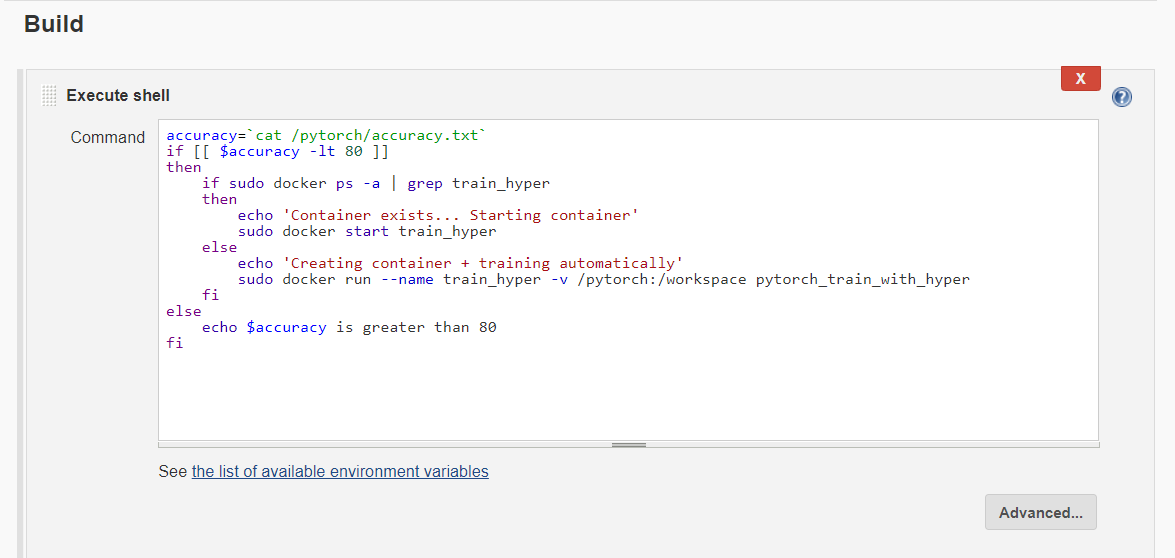 Build
X
Execute shell
?
Command
accuracy=`cat /pytorch/accuracy.txt`
if [[ $accuracy -lt 80 ]]
then
    if sudo docker ps -a | grep train_hyper
    then
        echo 'Container exists... Starting container'
        sudo docker start train_hyper
    else
        echo 'Creating container + training automatically'
        sudo docker run --name train_hyper -v /pytorch:/workspace pytorch_train_with_hyper
    fi
else
    echo $accuracy is greater than 80
fi
See the list of available environment variables
Advanced...